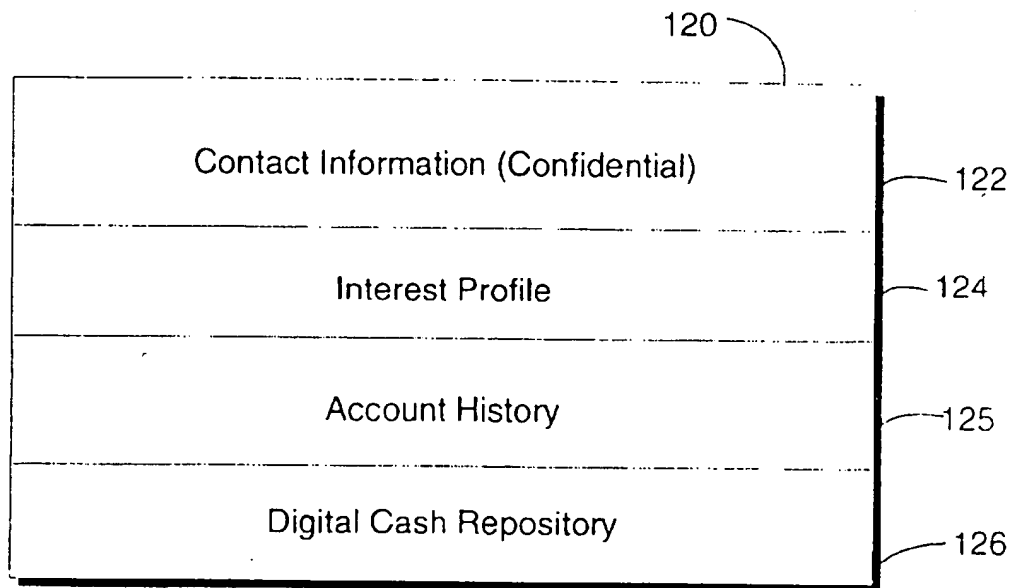 120
Contact Information (Confidential)
122
Interest Profile
124
Account History
125
Digital Cash Repository
126